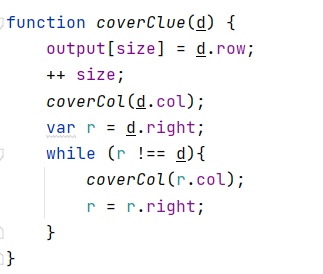 function coverClue(d) {
    output[size] = d.row;
    ++ size;
    coverCol(d.col);
    var r = d.right;
    while (r !== d){
        coverCol(r.col);
        r = r.right;
    }
}